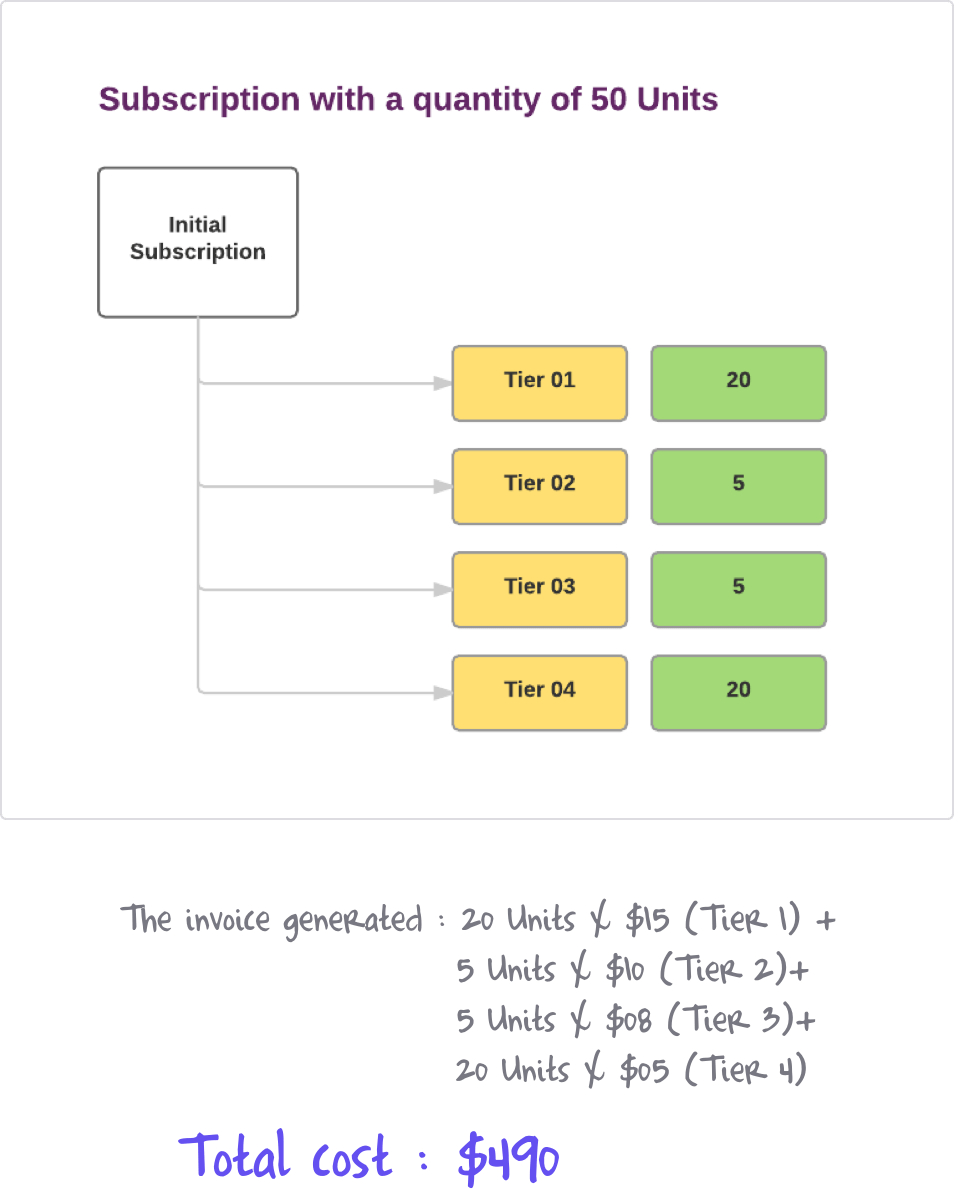 Subscription with a quantity of 50 Units
Initial
Subscription
Tier 01 20
Tier 02 5
Tier 03 5
Tier 04 20
The invoice generated : 20 Units X $15 (Tier 1) +
5 Units X $10 (Tier 2)+
5 Units X $08 (Tier 3)+
20 Units X $05 (Tier 4)
Total cost : $490